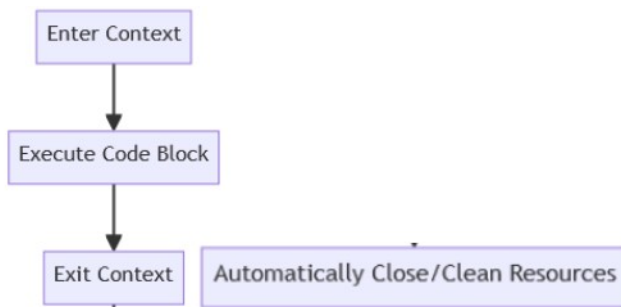 Enter Context
Execute Code Block
Exit Context
Automatically Close/Clean Resources